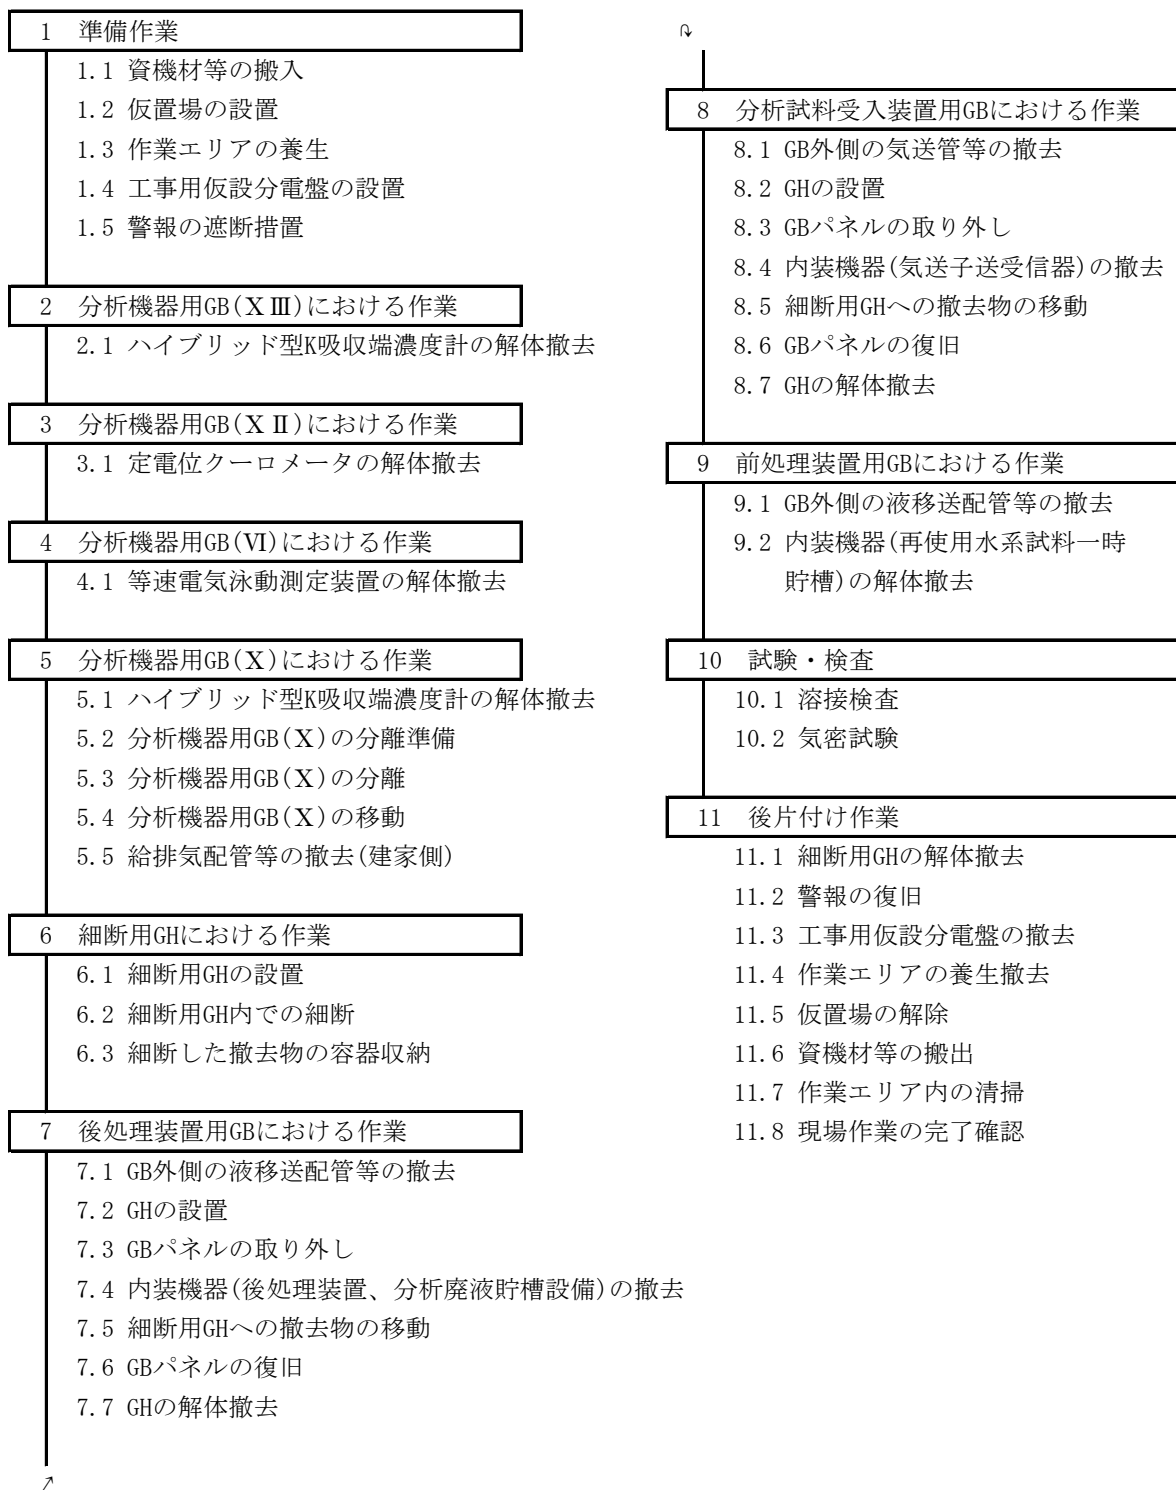 1 準備作業
1.1 資機材等の搬入
1.2 仮置場の設置
1.3 作業エリアの養生
1.4 工事用仮設分電盤の設置
1.5 警報の遮断措置
2 分析機器用GB(ⅩⅢ)における作業
2.1 ハイブリッド型K吸収端濃度計の解体撤去
3 分析機器用GB(ⅩⅡ)における作業
3.1 定電位クーロメータの解体撤去
4 分析機器用GB(Ⅵ)における作業
4.1 等速電気泳動測定装置の解体撤去
5 分析機器用GB(Ⅹ)における作業
5.1 ハイブリッド型K吸収端濃度計の解体撤去
5.2 分析機器用GB(Ⅹ)の分離準備
5.3 分析機器用GB(Ⅹ)の分離
5.4 分析機器用GB(Ⅹ)の移動
5.5 給排気配管等の撤去(建家側)
6 細断用GHにおける作業
6.1 細断用GHの設置
6.2 細断用GH内での細断
6.3 細断した撤去物の容器収納
7 後処理装置用GBにおける作業
7.1 GB外側の液移送配管等の撤去
7.2 GHの設置
7.3 GBパネルの取り外し
7.4 内装機器(後処理装置、分析廃液貯槽設備)の撤去
7.5 細断用GHへの撤去物の移動
7.6 GBパネルの復旧
7.7 GHの解体撤去
8 分析試料受入装置用GBにおける作業
8.1 GB外側の気送管等の撤去
8.2 GHの設置
8.3 GBパネルの取り外し
8.4 内装機器(気送子送受信器)の撤去
8.5 細断用GHへの撤去物の移動
8.6 GBパネルの復旧
8.7 GHの解体撤去
9 前処理装置用GBにおける作業
9.1 GB外側の液移送配管等の撤去
9.2 内装機器(再使用水系試料一時
貯槽)の解体撤去
10 試験・検査
10.1 溶接検査
10.2 気密試験
11 後片付け作業
11.1 細断用GHの解体撤去
11.2 警報の復旧
11.3 工事用仮設分電盤の撤去
11.4 作業エリアの養生撤去
11.5 仮置場の解除
11.6 資機材等の搬出
11.7 作業エリア内の清掃
11.8 現場作業の完了確認